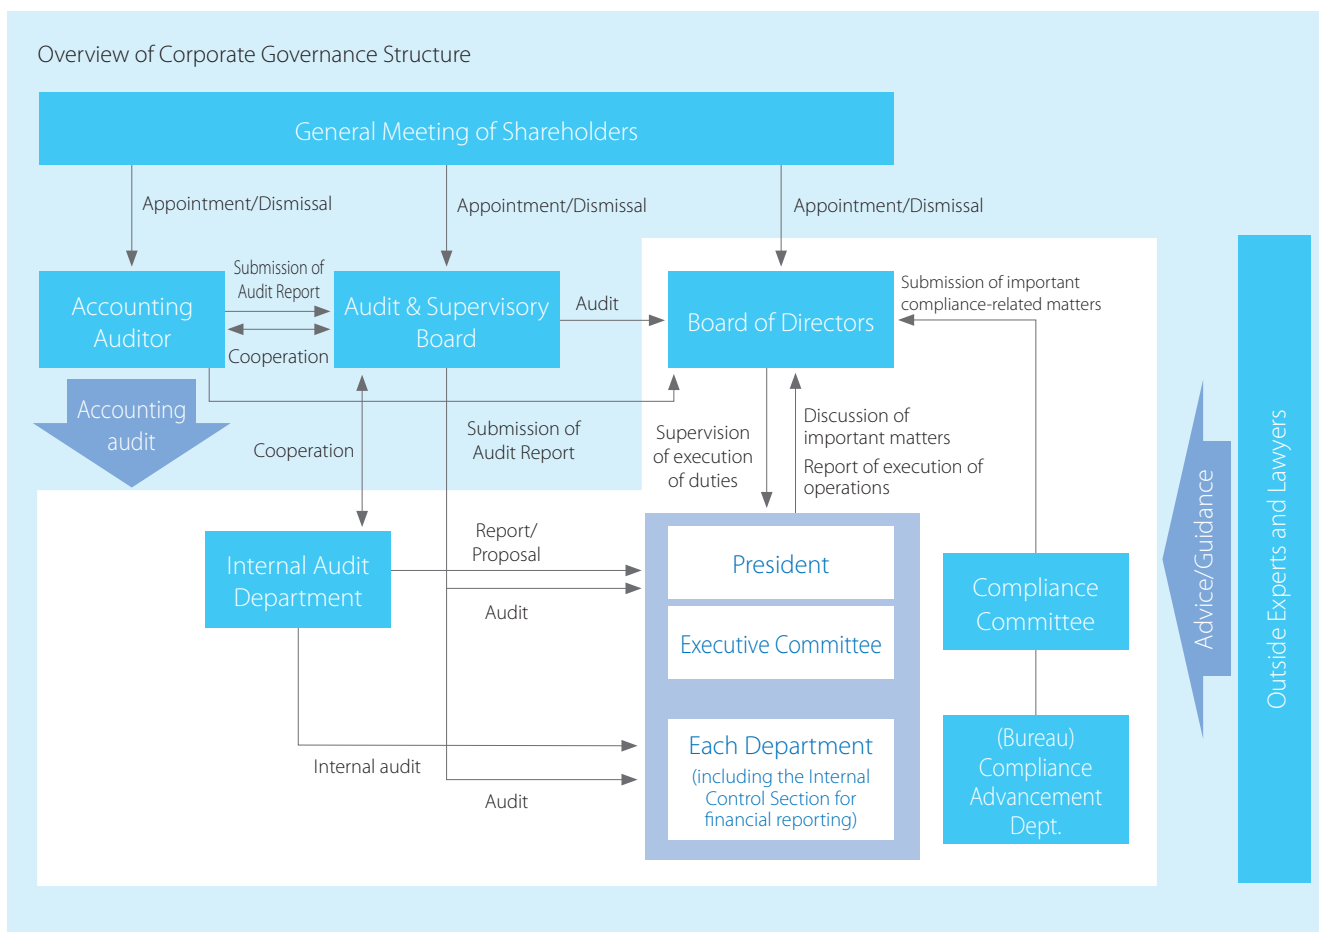 Overview of Corporate Governance Structure
General Meeting of Shareholders
Appointment/Dismissal
Appointment/Dismissal
Appointment/Dismissal
Accounting
Auditor
Submission of
Audit Report
Cooperation
Audit & Supervisory
Board
Audit
Board of Directors
Submission of important
compliance-related matters
Accounting
audit
Cooperation
Submission of
Audit Report
Supervision
of execution
of duties
Discussion of
important matters
Report of execution of
operations
Internal Audit
Department
Report/
Proposal
Audit
President
Executive Committee
Compliance
Committee
Internal audit
Audit
Each Department
(including the Internal
Control Section for
financial reporting)
(Bureau)
Compliance
Advancement
Dept.
Advice/Guidance
Outside Experts and Lawyers